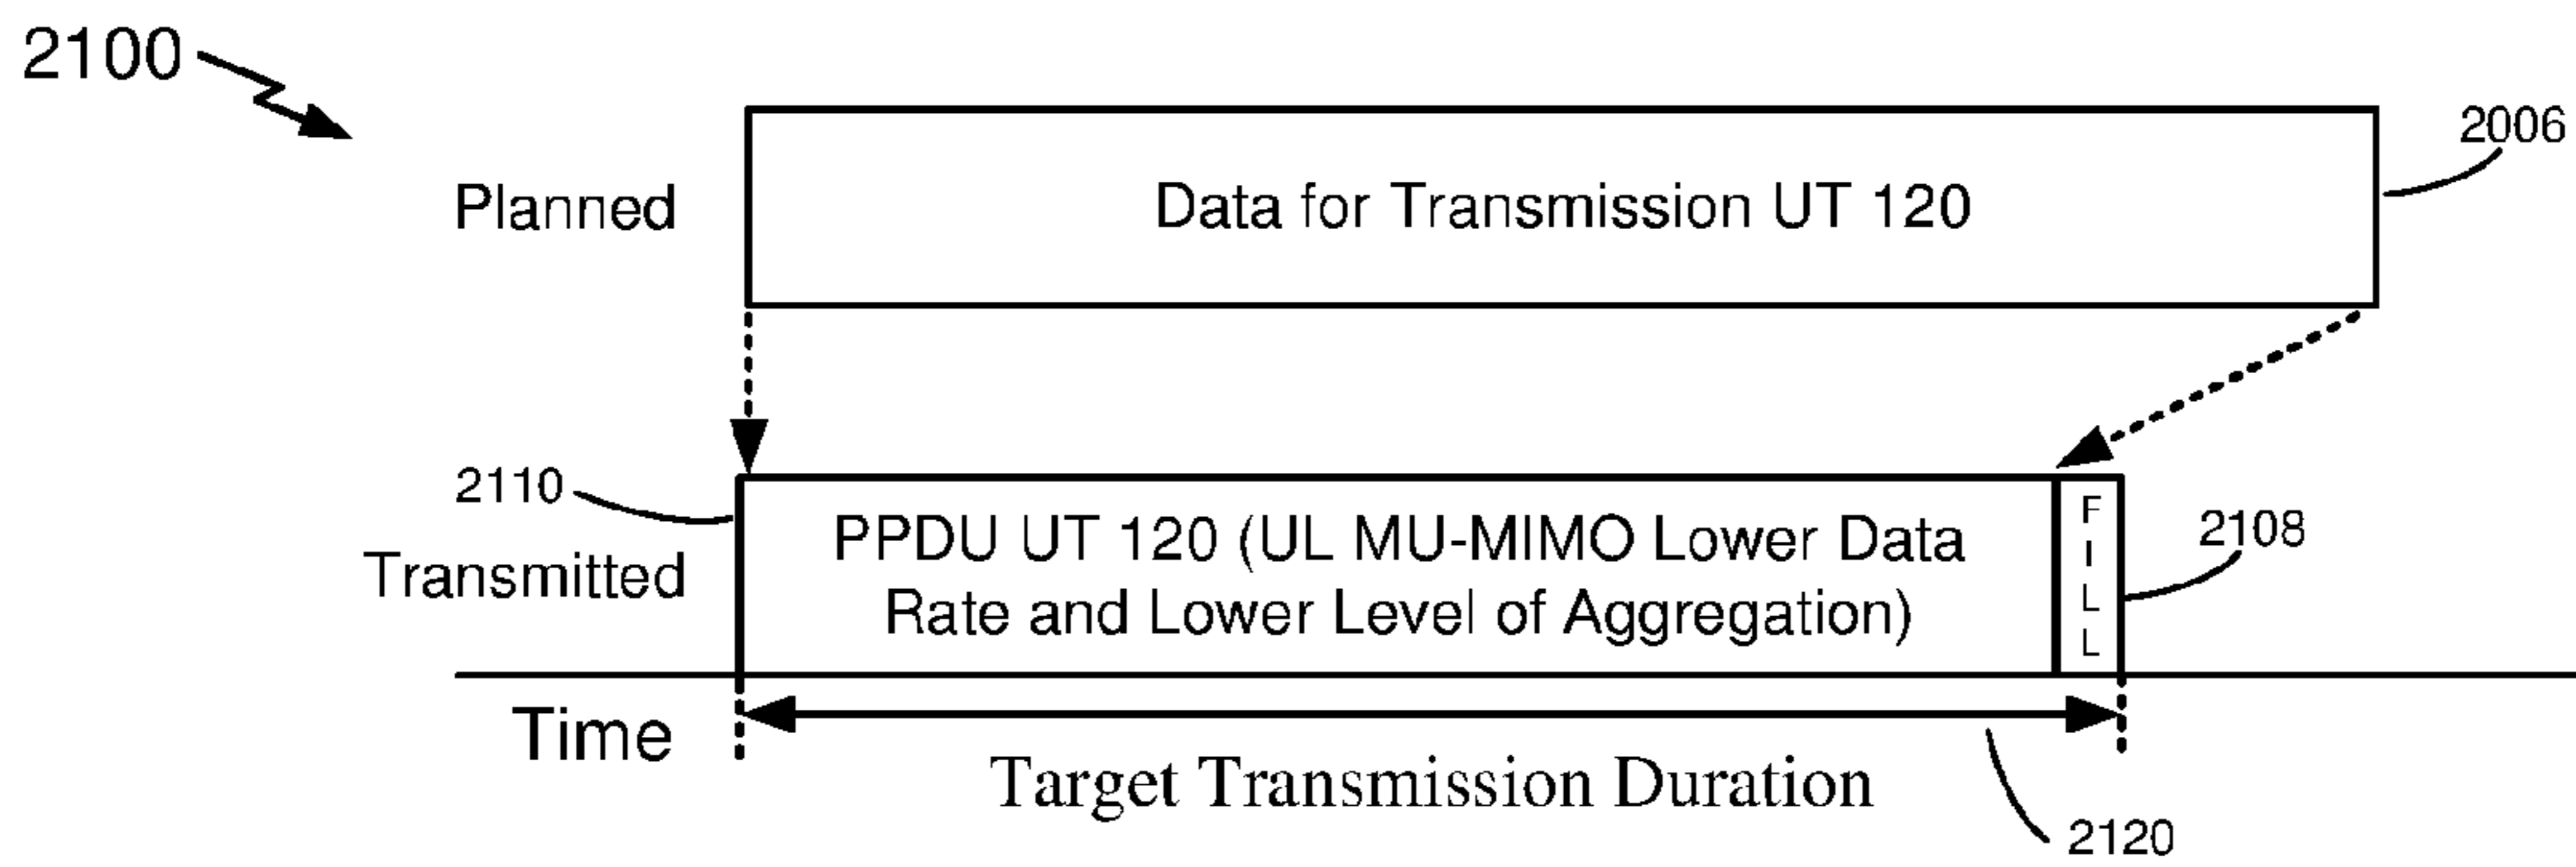 2100
2006
Planned
Data for Transmission UT 120
2110
Transmitted
PPDU UT 120 (UL MU-MIMO Lower Data
Rate and Lower Level of Aggregation)
FILL
2108
Time
Target Transmission Duration
2120